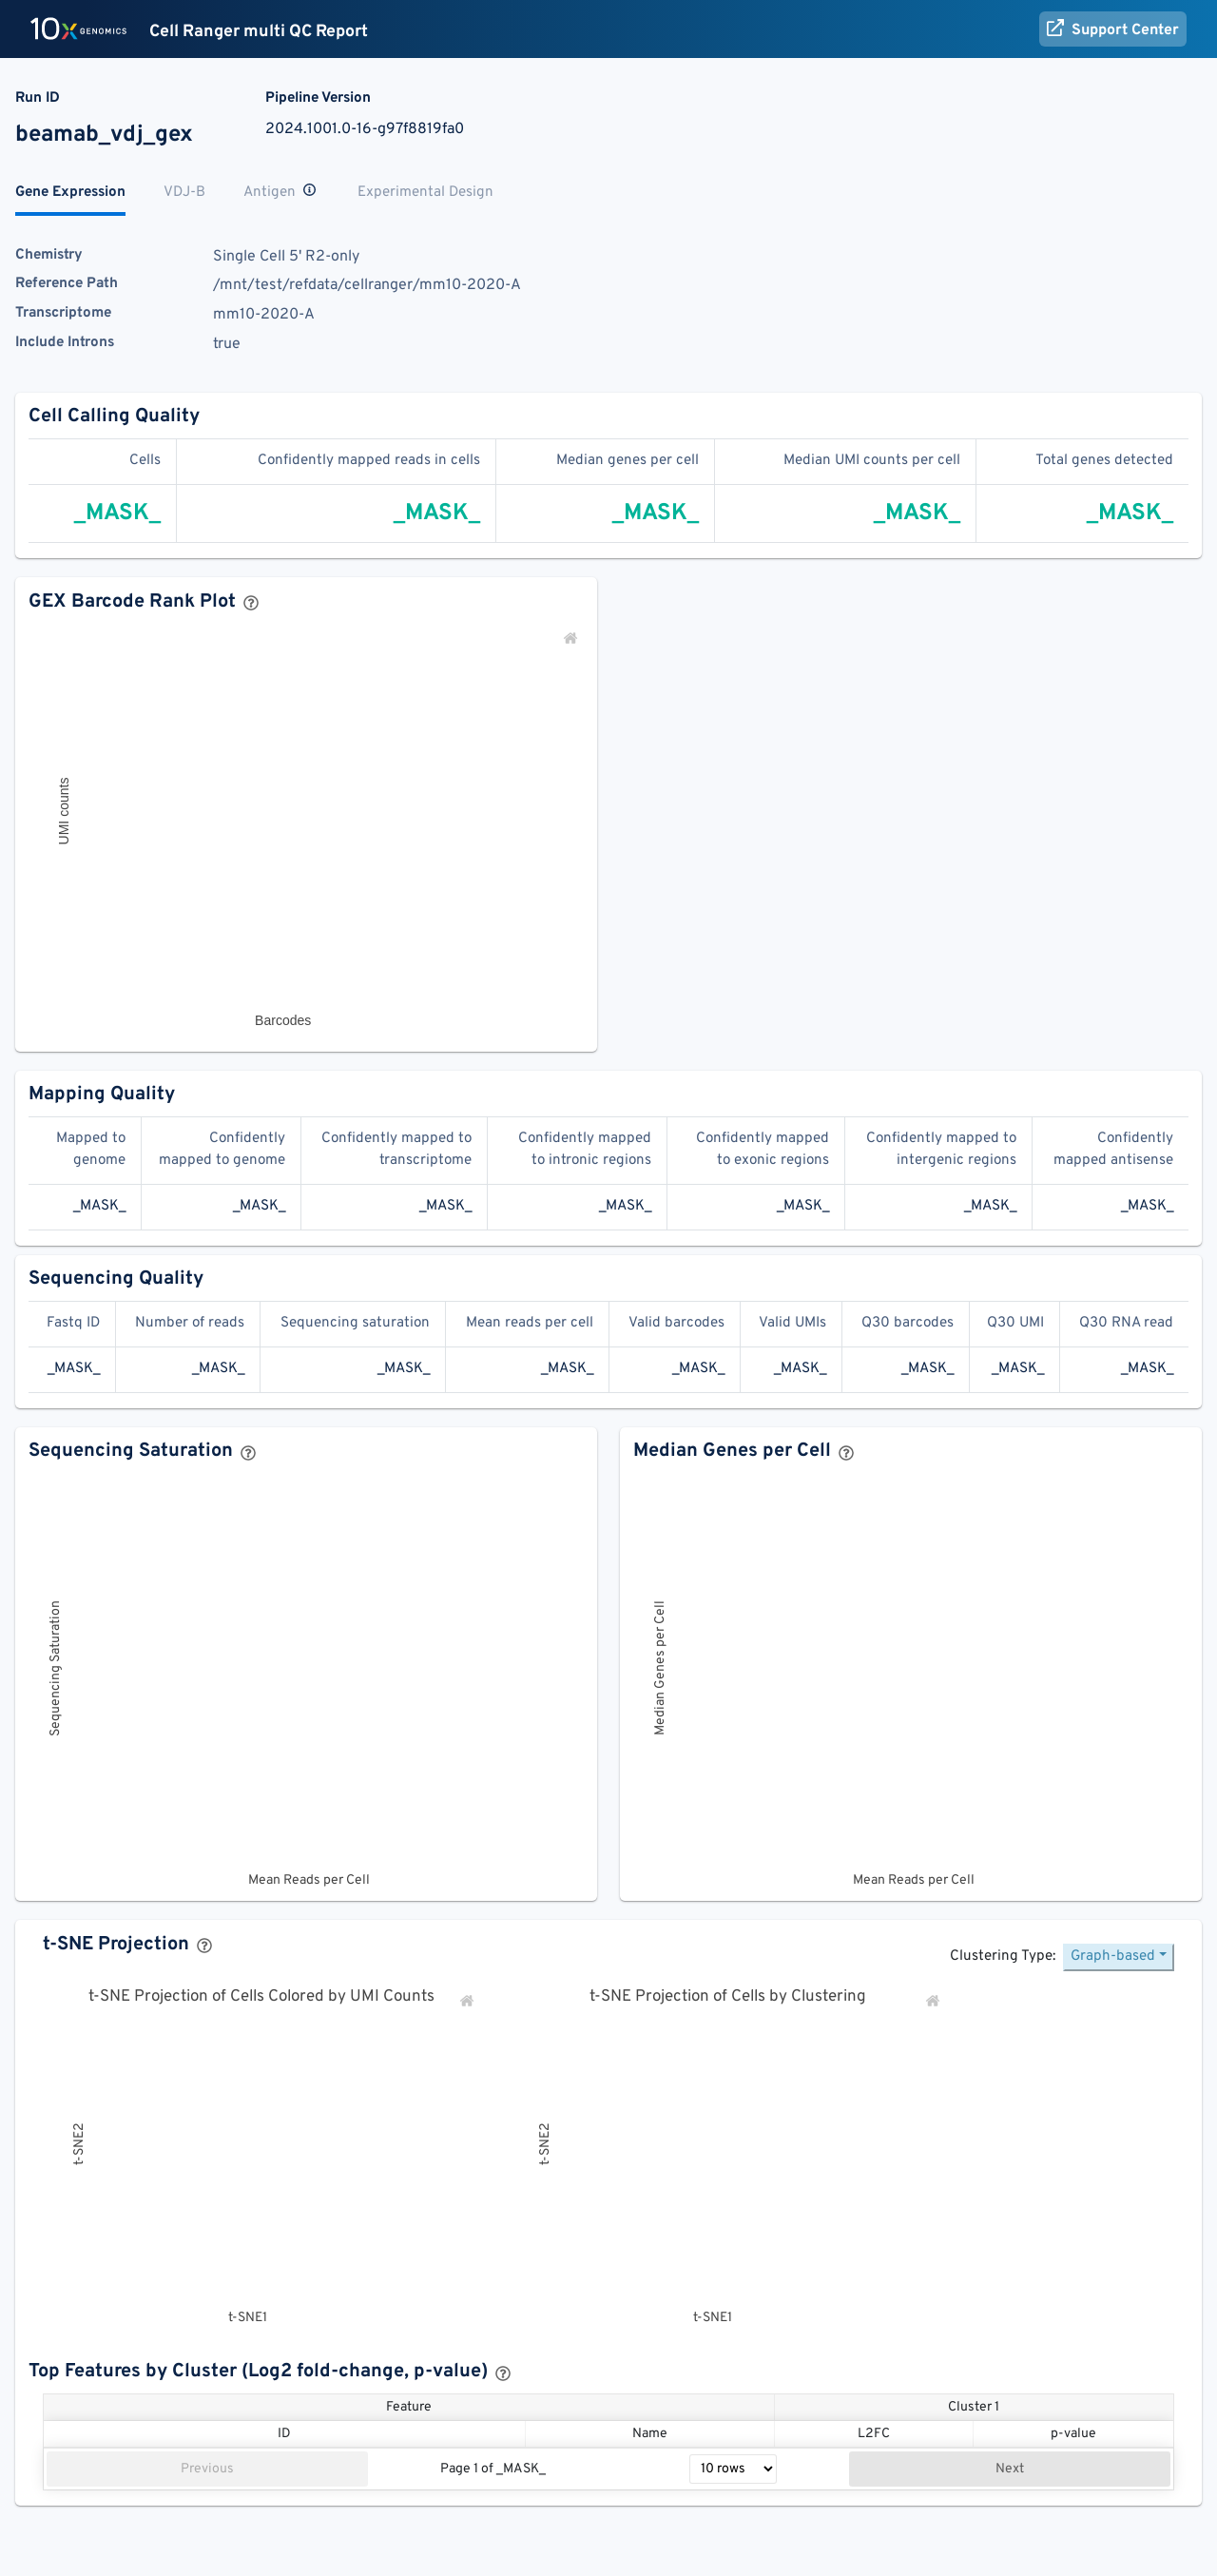 10x GENOMICS Cell Ranger multi QC Report Support Center
Run ID Pipeline Version
beamab_vdj_gex 2024.1001.0-16-g97f8819fa0
Gene Expression VDJ-B Antigen Experimental Design
Chemistry Single Cell 5' R2-only
Reference Path /mnt/test/refdata/cellranger/mm10-2020-A
Transcriptome mm10-2020-A
Include Introns true
Cell Calling Quality
Cells Confidently mapped reads in cells Median genes per cell Median UMI counts per cell Total genes detected
_MASK_ _MASK_ _MASK_ _MASK_ _MASK_
GEX Barcode Rank Plot
UMI counts
Barcodes
Mapping Quality
Mapped to Confidently Confidently mapped to Confidently mapped Confidently mapped Confidently mapped to Confidently
genome mapped to genome transcriptome to intronic regions to exonic regions intergenic regions mapped antisense
_MASK_ _MASK_ _MASK_ _MASK_ _MASK_ _MASK_ _MASK_
Sequencing Quality
Fastq ID Number of reads Sequencing saturation Mean reads per cell Valid barcodes Valid UMIs Q30 barcodes Q30 UMI Q30 RNA read
_MASK_ _MASK_ _MASK_ _MASK_ _MASK_ _MASK_ _MASK_ _MASK_ _MASK_
Sequencing Saturation
Sequencing Saturation
Mean Reads per Cell
Median Genes per Cell
Median Genes per Cell
Mean Reads per Cell
t-SNE Projection
Clustering Type: Graph-based
t-SNE Projection of Cells Colored by UMI Counts
t-SNE2
t-SNE1
t-SNE Projection of Cells by Clustering
t-SNE2
t-SNE1
Top Features by Cluster (Log2 fold-change, p-value)
Feature Cluster 1
ID Name L2FC p-value
Previous Page 1 of _MASK_ 10 rows Next